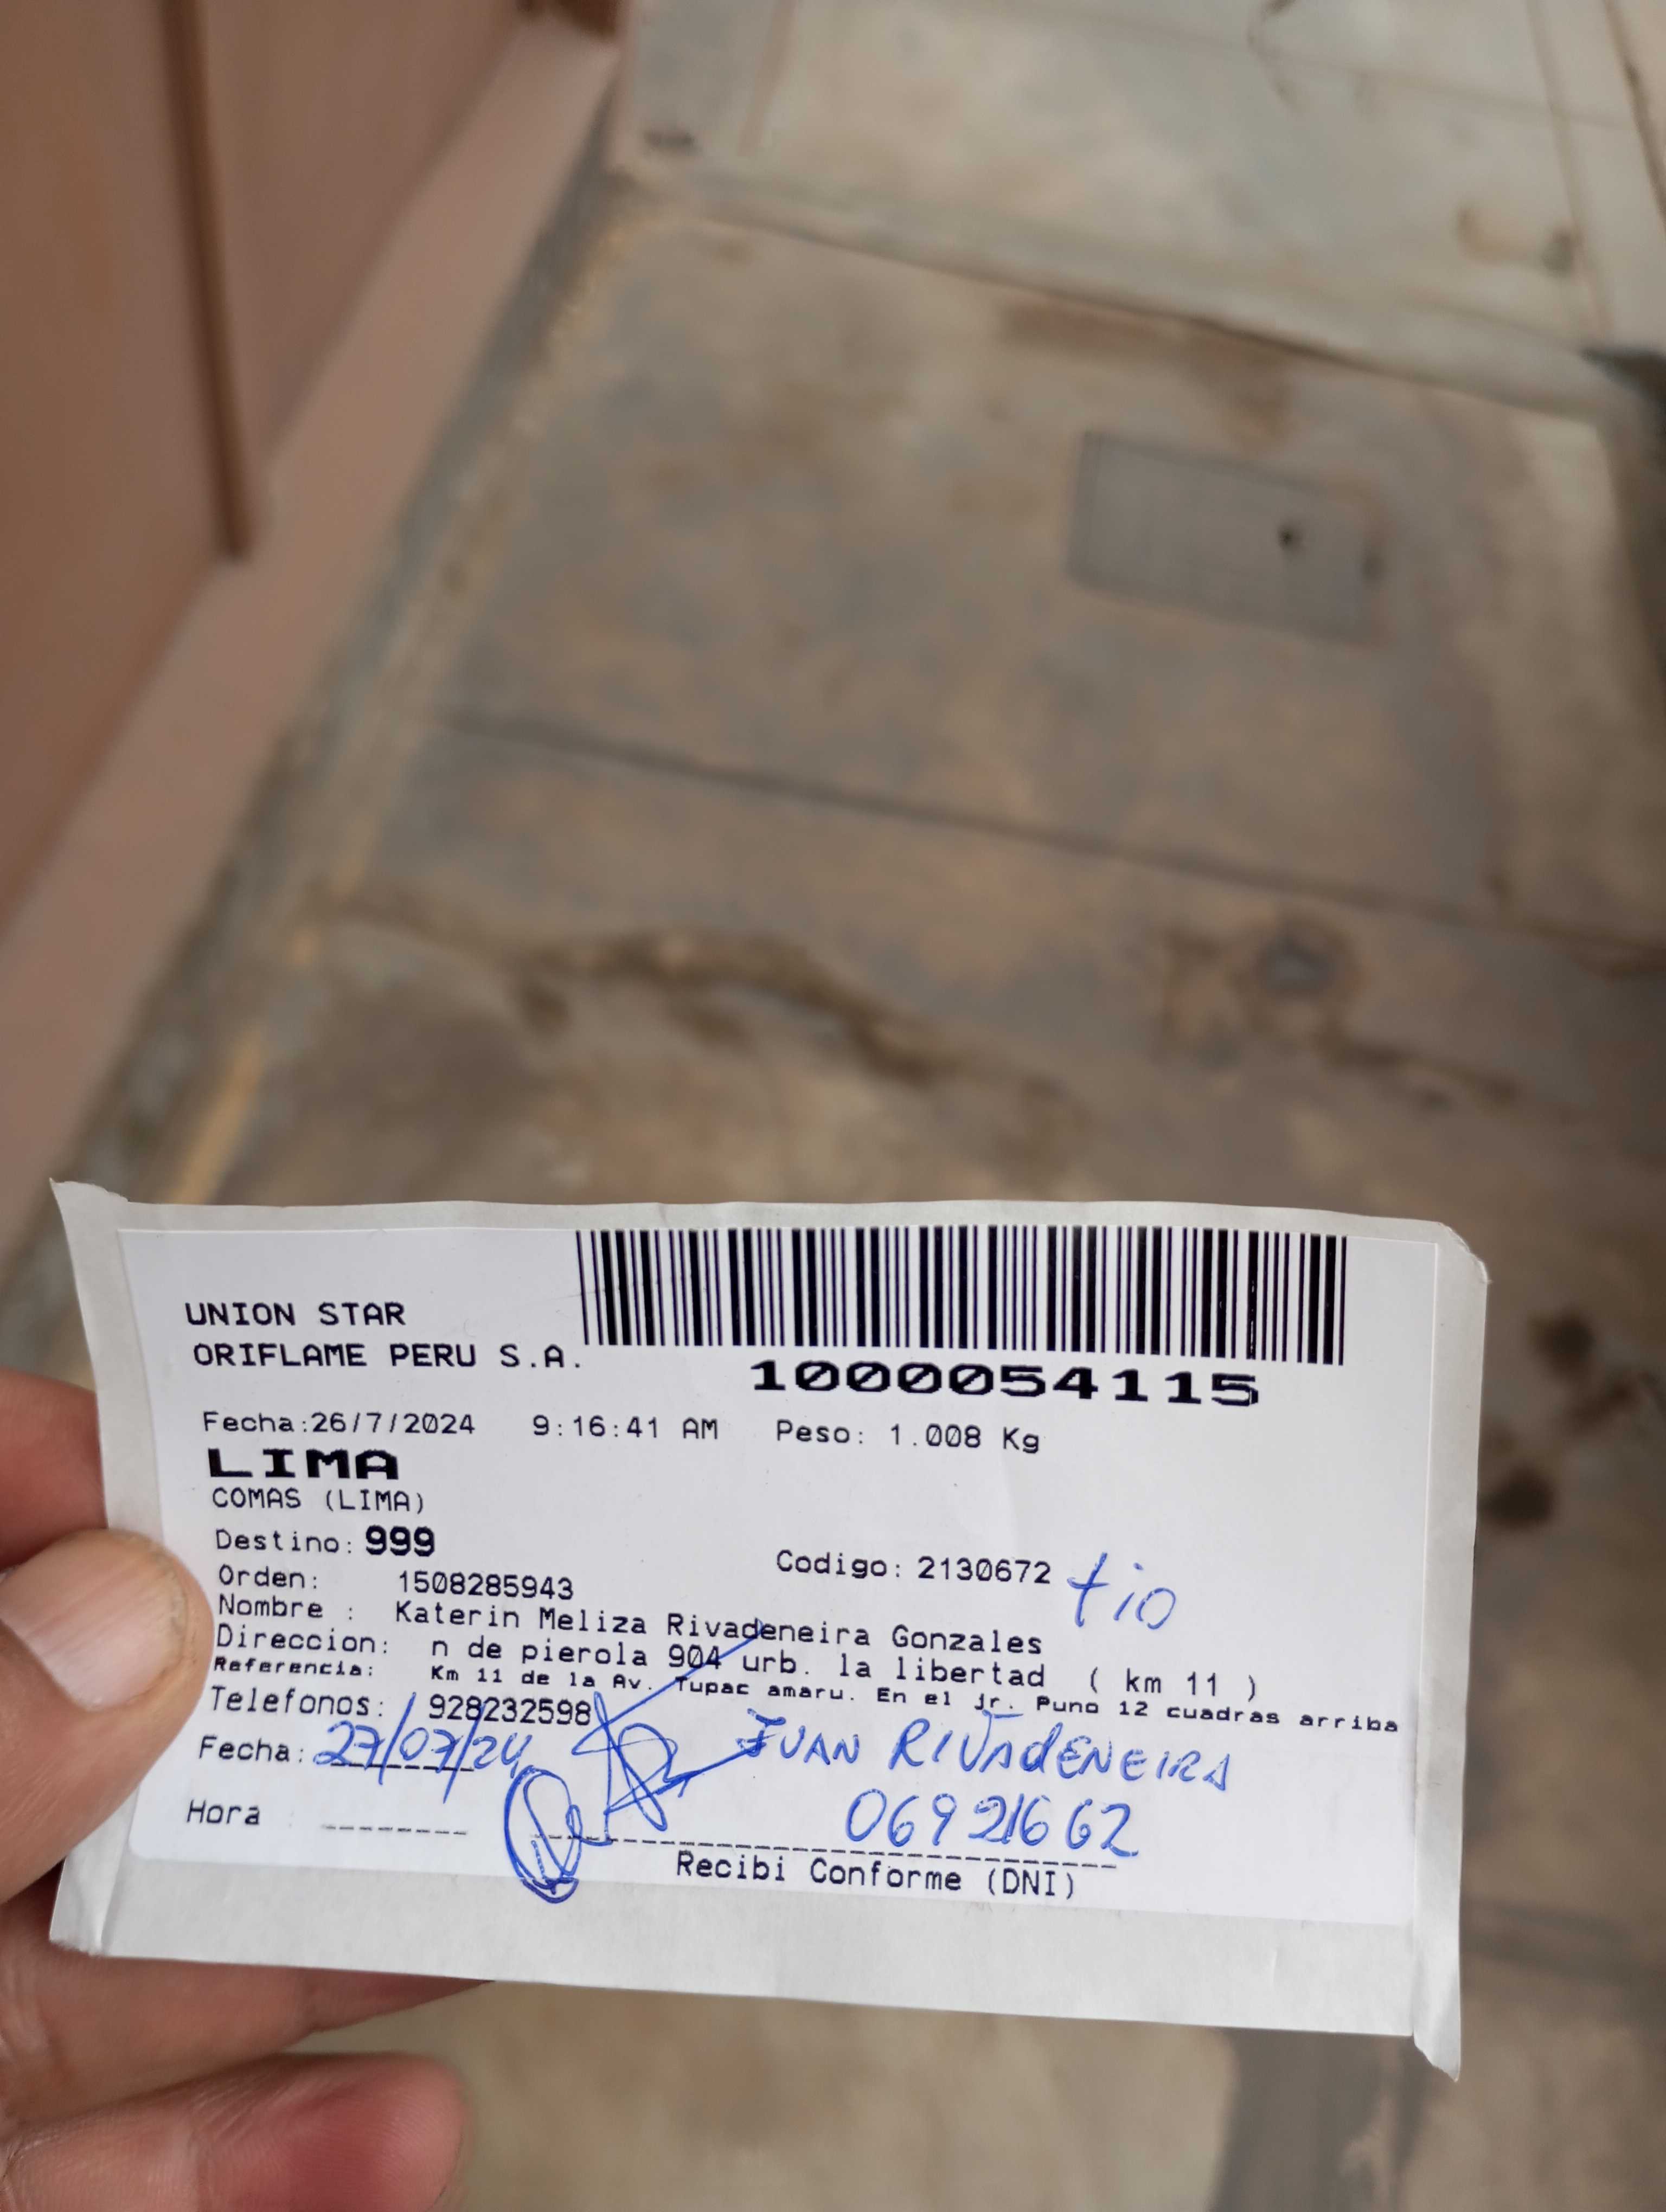 UNION STAR
ORIFLAME PERU S.A.
1000054115
Fecha:26/7/2024 9:16:41 AM Peso: 1.008 Kg
LIMA
COMAS (LIMA)
Destino: 999
Codigo: 2130672 tio
Orden: 1508285943
Nombre : Katerin Meliza Rivadeneira Gonzales
Direccion: n de pierola 904 urb. la libertad ( km 11 )
Referencia: Km 11 de la Av. Tupac amaru. En el jr. Puno 12 cuadras arriba
Telefonos: 928232598
Fecha: 27/07/24 JUAN RIVADENEIRA
Hora 06921662
Recibi Conforme (DNI)